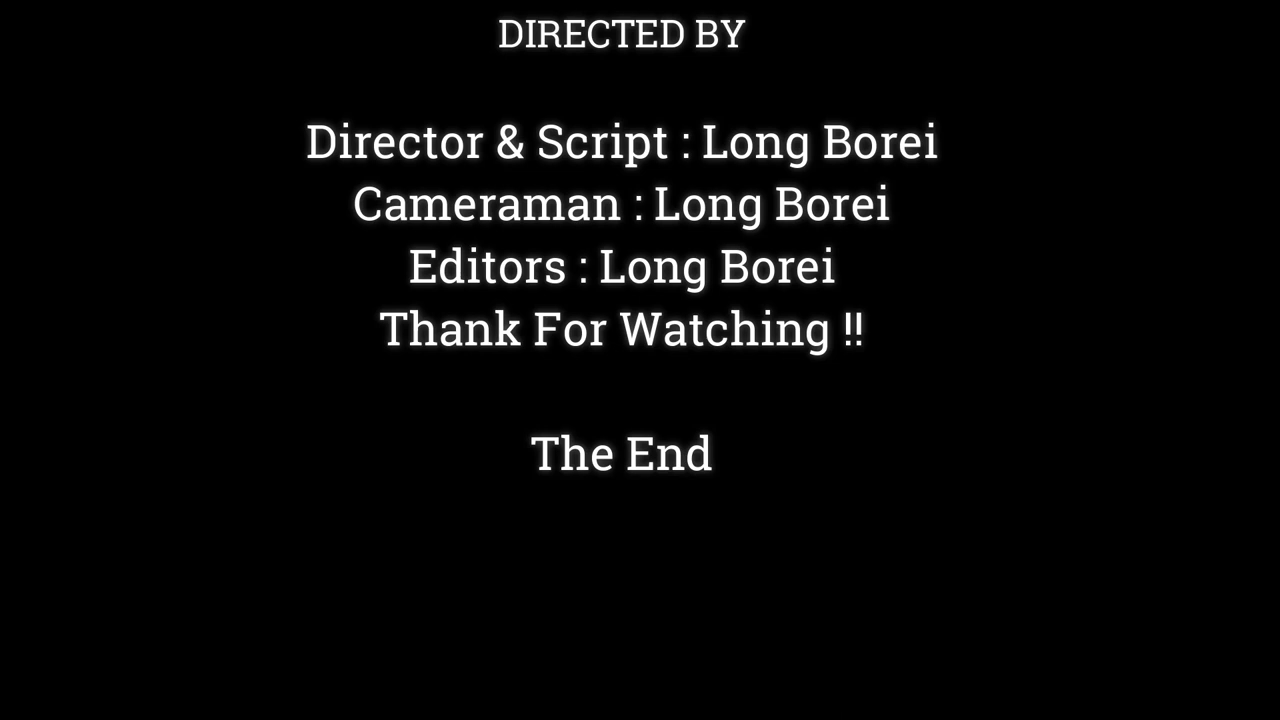 DIRECTED BY
Director & Script : Long Borei
Cameraman : Long Borei
Editors : Long Borei
Thank For Watching !!
The End